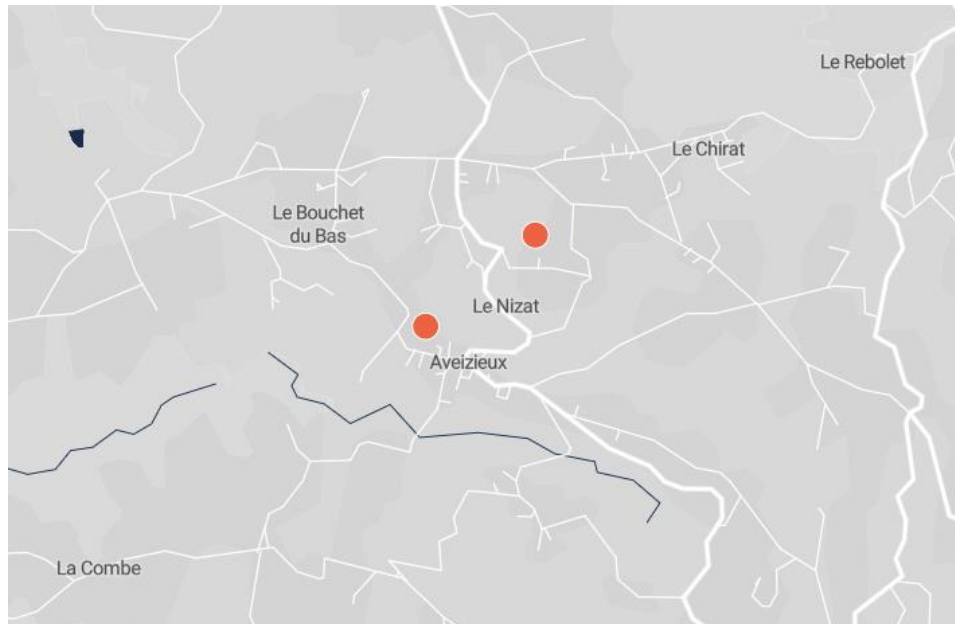 Le Rebolet
Le Chirat
Le Bouchet
du Bas
Le Nizat
Aveizieux
La Combe